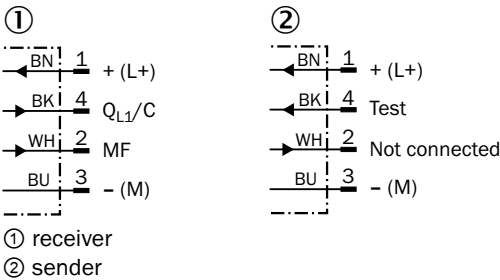 ① ②
BN 1 + (L+) BN 1 + (L+)
BK 4 QL1/C BK 4 Test
WH 2 MF WH 2 Not connected
BU 3 – (M) BU 3 – (M)
① receiver
② sender